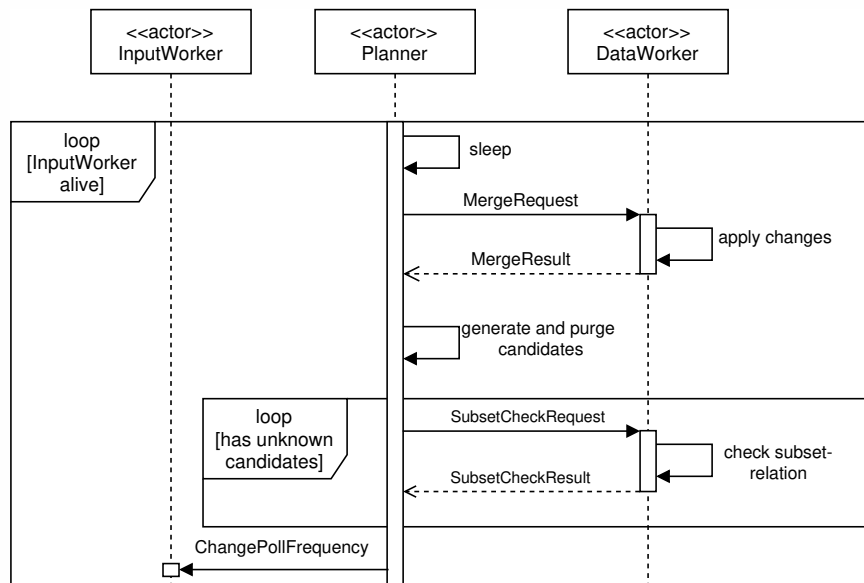 <<actor>>
InputWorker
<<actor>>
Planner
<<actor>>
DataWorker
loop
[InputWorker
alive]
sleep
MergeRequest
apply changes
MergeResult
generate and purge
candidates
loop
[has unknown
candidates]
SubsetCheckRequest
check subset-
relation
SubsetCheckResult
ChangePollFrequency